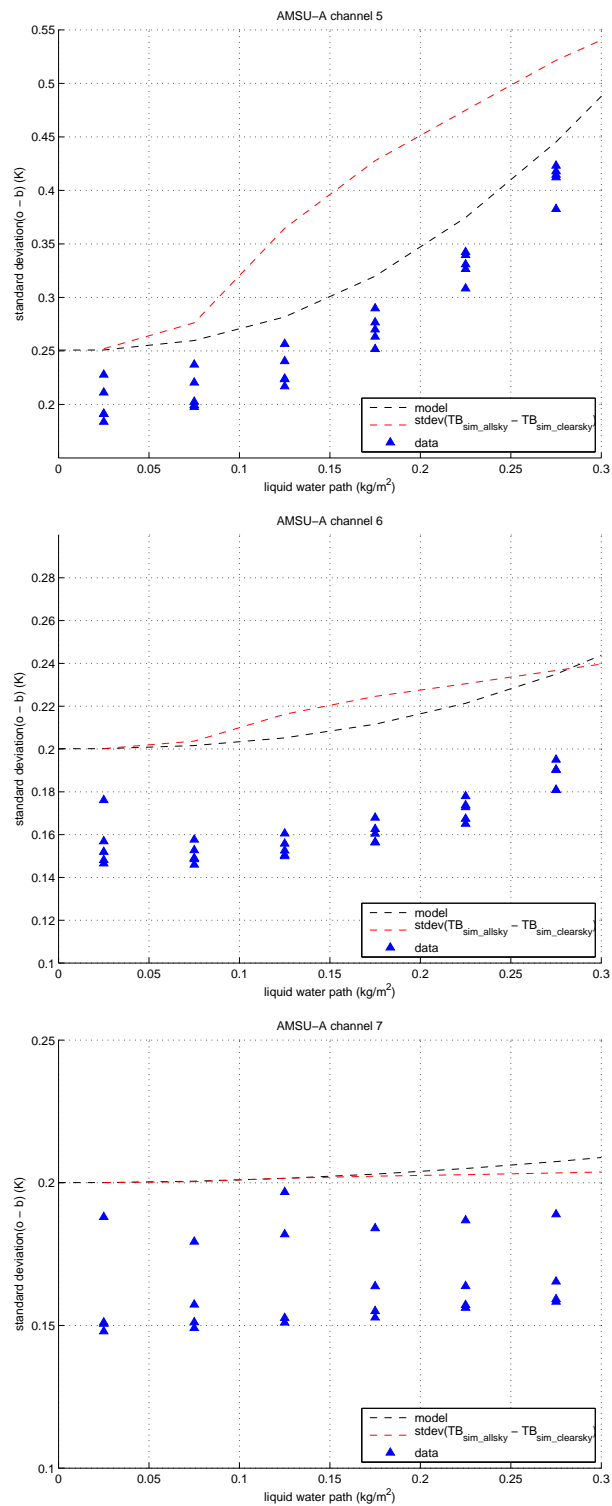 AMSU−A channel 5
0.55
0.5
0.45
0.4
0.35
0.3
0.25
0.2
standard deviation(o − b) (K)
model
stdev(TB_sim_allsky − TB_sim_clearsky)
data
0 0.05 0.1 0.15 0.2 0.25 0.3
liquid water path (kg/m²)
AMSU−A channel 6
0.28
0.26
0.24
0.22
0.2
0.18
0.16
0.14
0.12
0.1
standard deviation(o − b) (K)
model
stdev(TB_sim_allsky − TB_sim_clearsky)
data
0 0.05 0.1 0.15 0.2 0.25 0.3
liquid water path (kg/m²)
AMSU−A channel 7
0.25
0.2
0.15
0.1
standard deviation(o − b) (K)
model
stdev(TB_sim_allsky − TB_sim_clearsky)
data
0 0.05 0.1 0.15 0.2 0.25 0.3
liquid water path (kg/m²)